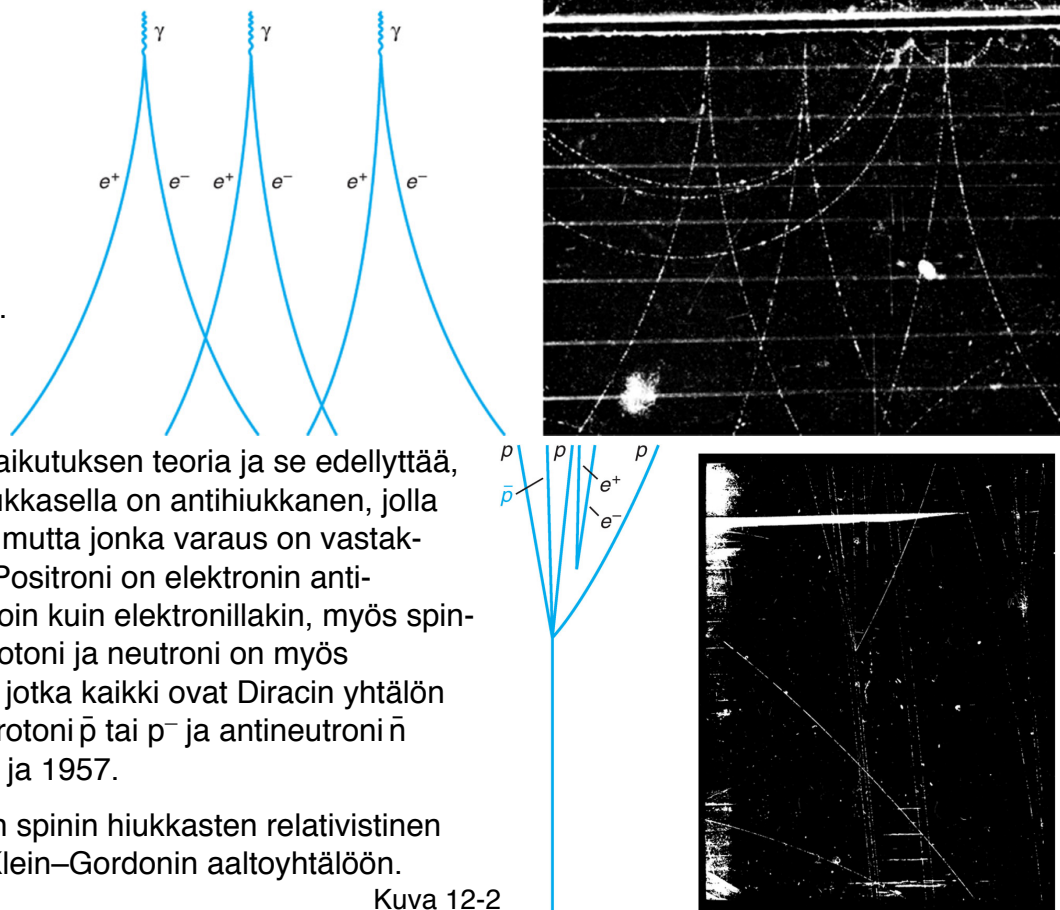 γ γ γ
e⁺ e⁻ e⁺ e⁻ e⁺ e⁻
.
aikutuksen teoria ja se edellyttää,
ukkasella on antihiukkanen, jolla
mutta jonka varaus on vastak-
Positroni on elektronin anti-
oin kuin elektronillakin, myös spin-
rotoni ja neutroni on myös
jotka kaikki ovat Diracin yhtälön
rotoni p̄ tai p⁻ ja antineutroni n̄
ja 1957.
n spinin hiukkasten relativistinen
Klein–Gordonin aaltoyhtälöön.
Kuva 12-2
p p p
p̄ e⁺
e⁻